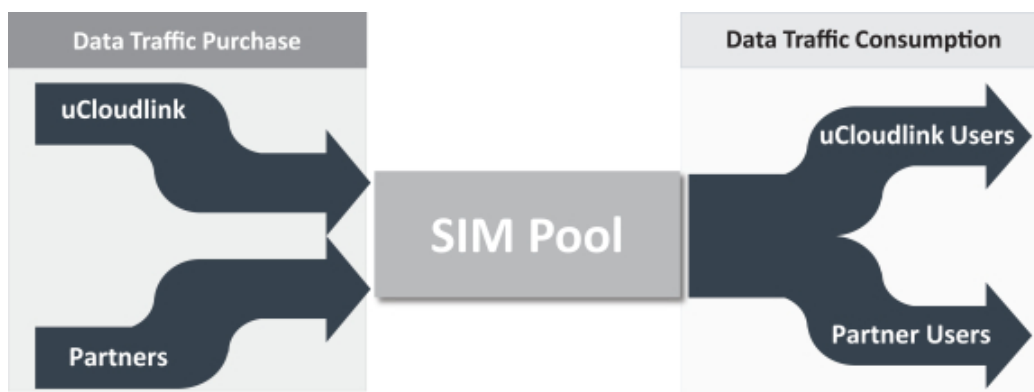 Data Traffic Purchase
Data Traffic Consumption
uCloudlink
uCloudlink Users
SIM Pool
Partners
Partner Users